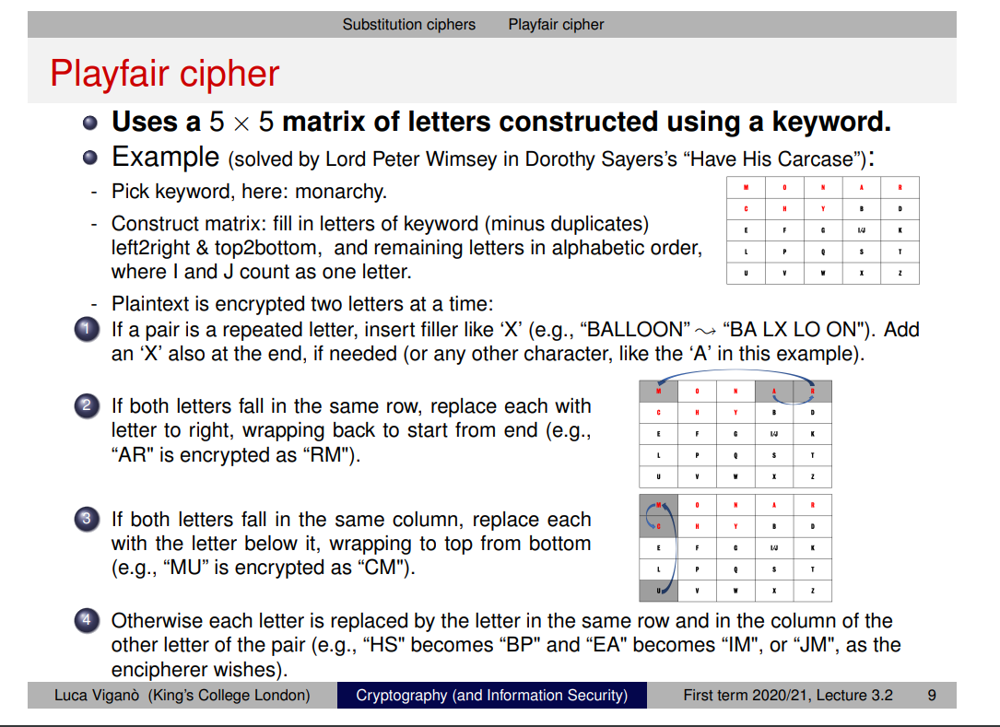 Substitution ciphers Playfair cipher
Playfair cipher
Uses a 5 × 5 matrix of letters constructed using a keyword.
Example (solved by Lord Peter Wimsey in Dorothy Sayers's “Have His Carcase”):
- Pick keyword, here: monarchy.
- Construct matrix: fill in letters of keyword (minus duplicates)
left2right & top2bottom, and remaining letters in alphabetic order,
where I and J count as one letter.
M O N A R
C H Y B D
E F G I/J K
L P Q S T
U V W X Z
- Plaintext is encrypted two letters at a time:
1 If a pair is a repeated letter, insert filler like ‘X’ (e.g., “BALLOON” ⤳ “BA LX LO ON"). Add
an ‘X’ also at the end, if needed (or any other character, like the ‘A’ in this example).
2 If both letters fall in the same row, replace each with
letter to right, wrapping back to start from end (e.g.,
“AR" is encrypted as “RM").
M O N A R
C H Y B D
E F G I/J K
L P Q S T
U V W X Z
3 If both letters fall in the same column, replace each
with the letter below it, wrapping to top from bottom
(e.g., “MU” is encrypted as “CM").
M O N A R
C H Y B D
E F G I/J K
L P Q S T
U V W X Z
4 Otherwise each letter is replaced by the letter in the same row and in the column of the
other letter of the pair (e.g., “HS" becomes “BP" and “EA" becomes “IM", or “JM", as the
encipherer wishes).
Luca Viganò (King's College London) Cryptography (and Information Security) First term 2020/21, Lecture 3.2 9